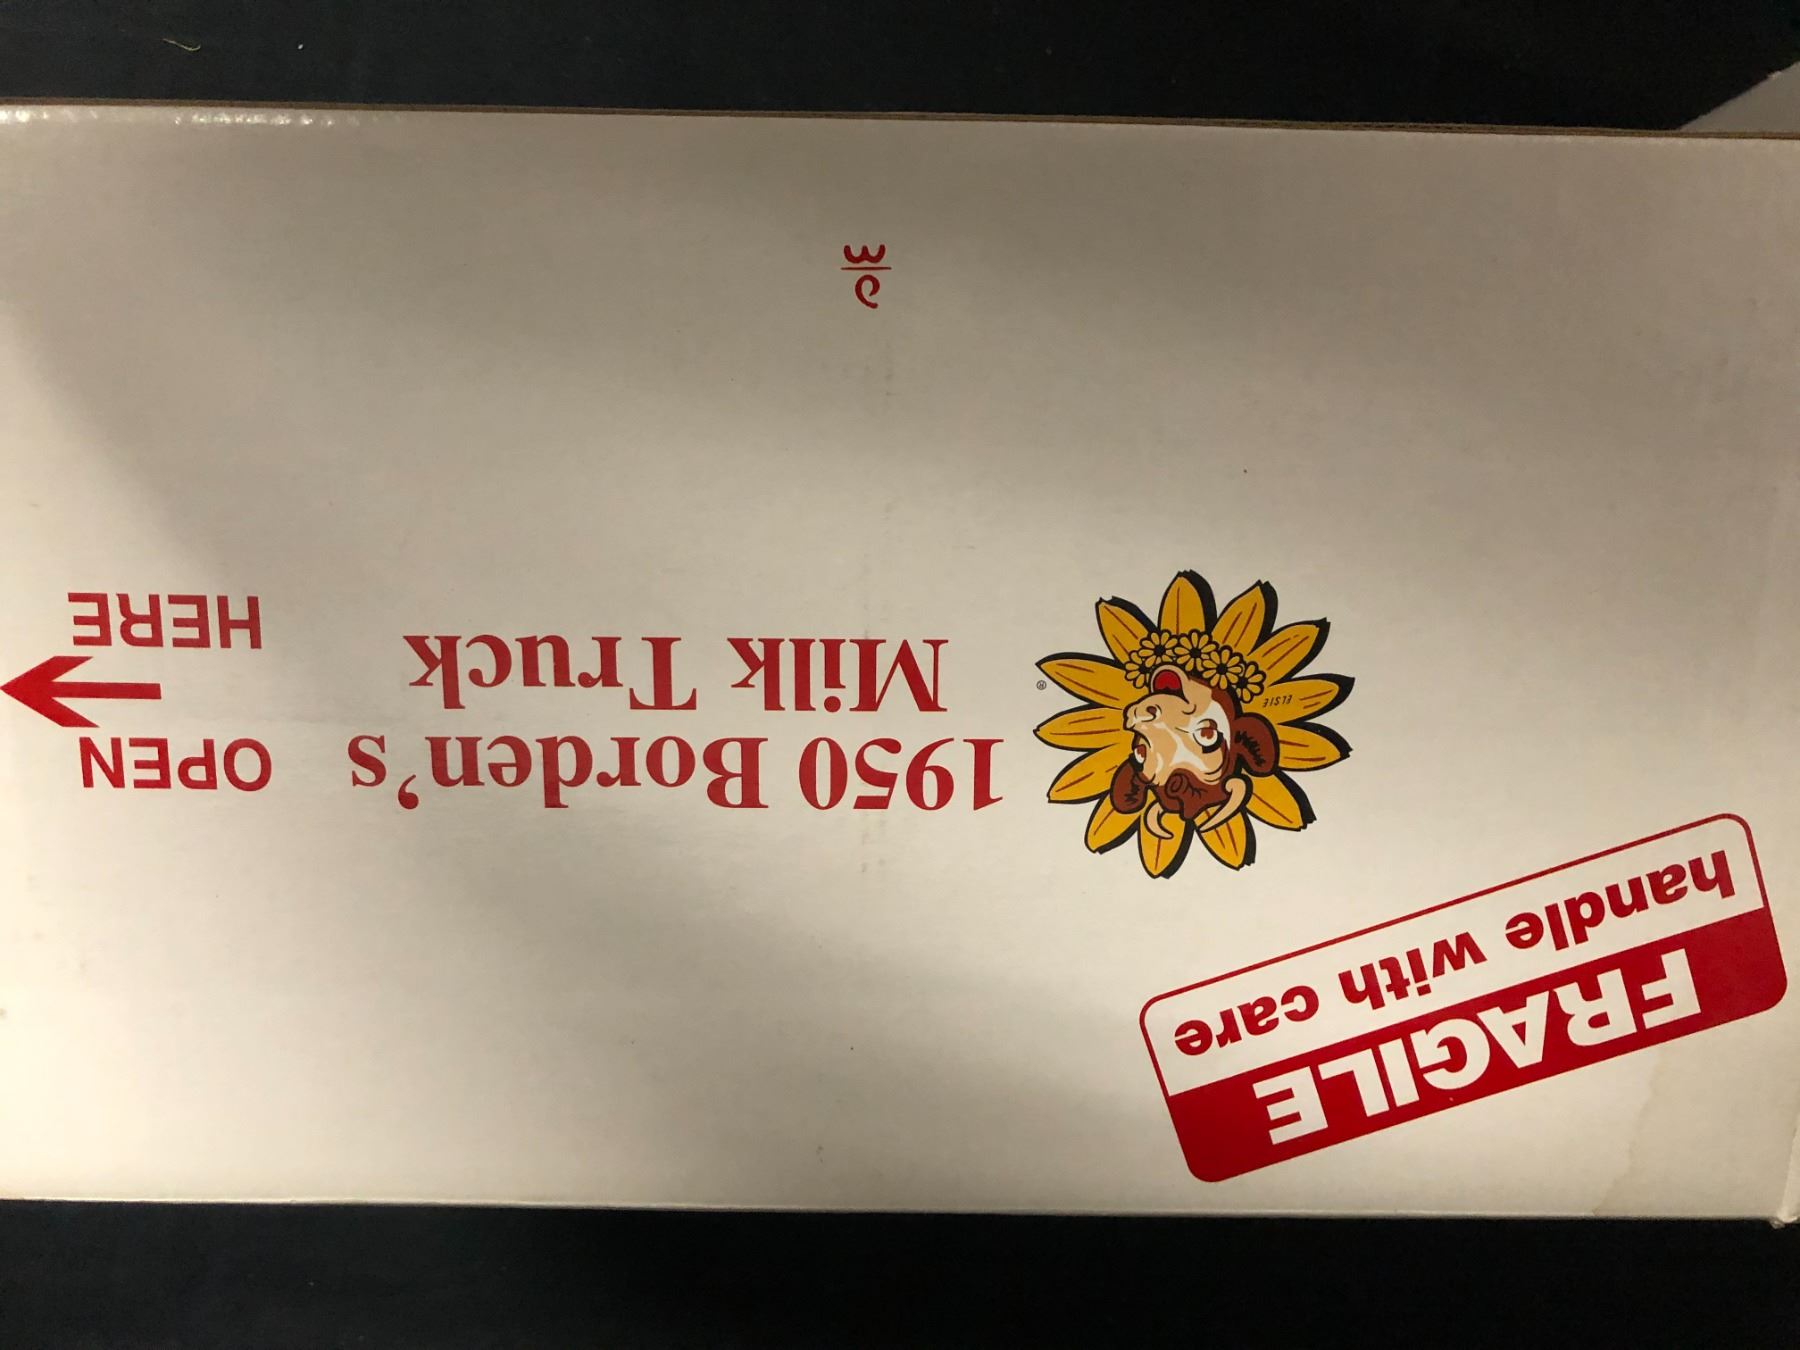 FRAGILE
handle with care
ELSIE
®
1950 Borden's
Milk Truck
OPEN
HERE